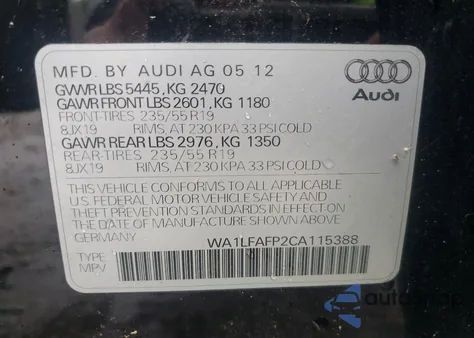 MFD. BY AUDI AG 05 12
GVWR LBS 5445, KG 2470
GAWR FRONT LBS 2601, KG 1180
FRONT-TIRES 235/55 R19
8JX19 RIMS, AT 230 KPA 33 PSI COLD
GAWR REAR LBS 2976, KG 1350
REAR-TIRES 235/55 R19
8JX19 RIMS, AT 230 KPA 33 PSI COLD
THIS VEHICLE CONFORMS TO ALL APPLICABLE
U.S. FEDERAL MOTOR VEHICLE SAFETY AND
THEFT PREVENTION STANDARDS IN EFFECT ON
THE DATE OF MANUFACTURE SHOWN ABOVE.
GERMANY WA1LFAFP2CA115388
TYPE:
MPV
Audi